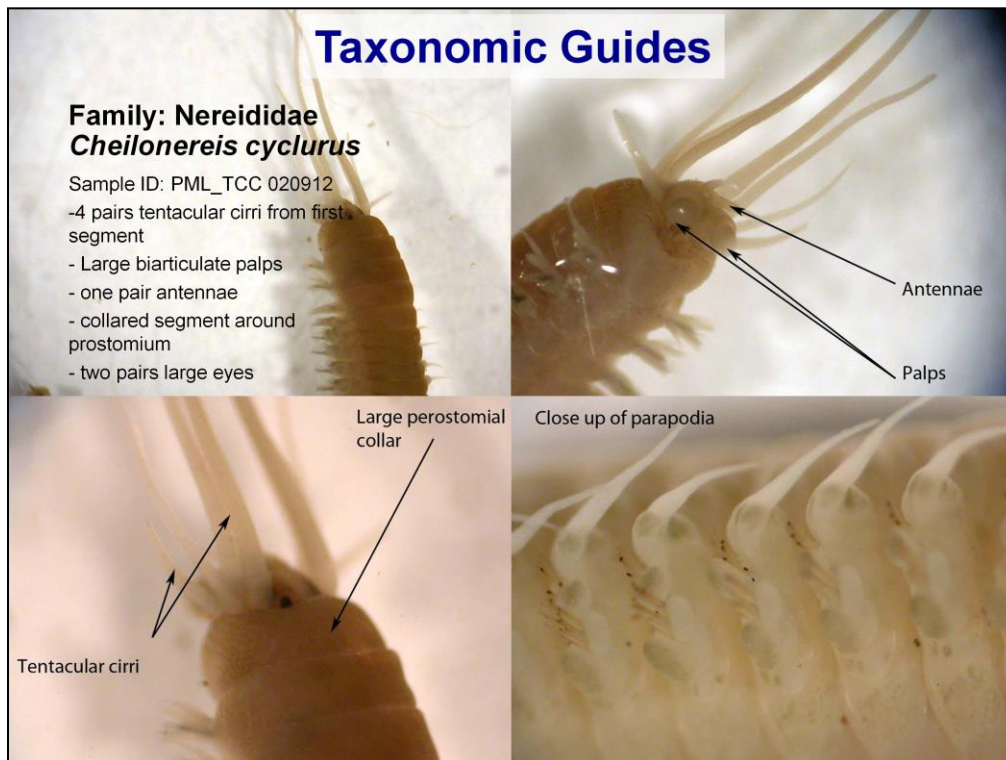 Taxonomic Guides
Family: Nereididae
Cheilonereis cyclurus
Sample ID: PML_TCC 020912
-4 pairs tentacular cirri from first
segment
- Large biarticulate palps
- one pair antennae
- collared segment around
prostomium
- two pairs large eyes
Antennae
Palps
Large perostomial
collar
Tentacular cirri
Close up of parapodia